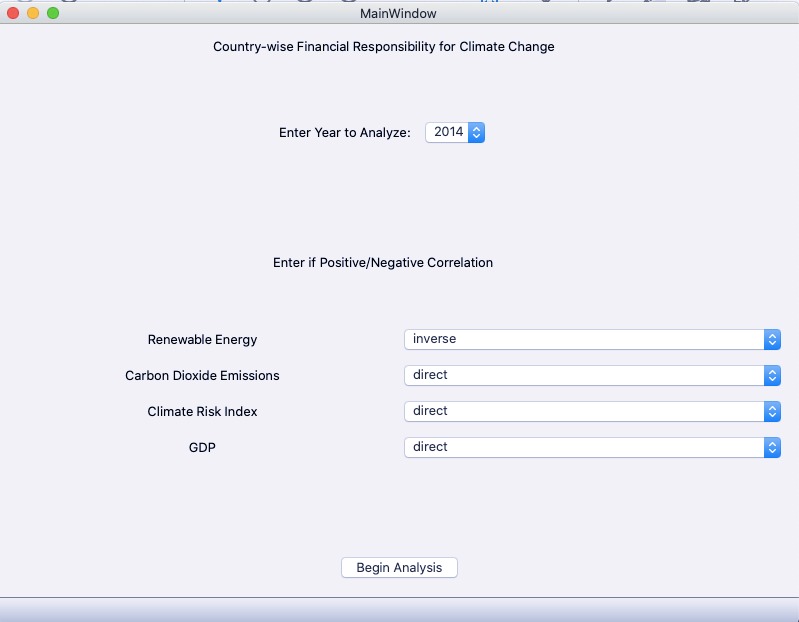 MainWindow
Country-wise Financial Responsibility for Climate Change
Enter Year to Analyze: 2014
Enter if Positive/Negative Correlation
Renewable Energy inverse
Carbon Dioxide Emissions direct
Climate Risk Index direct
GDP direct
Begin Analysis